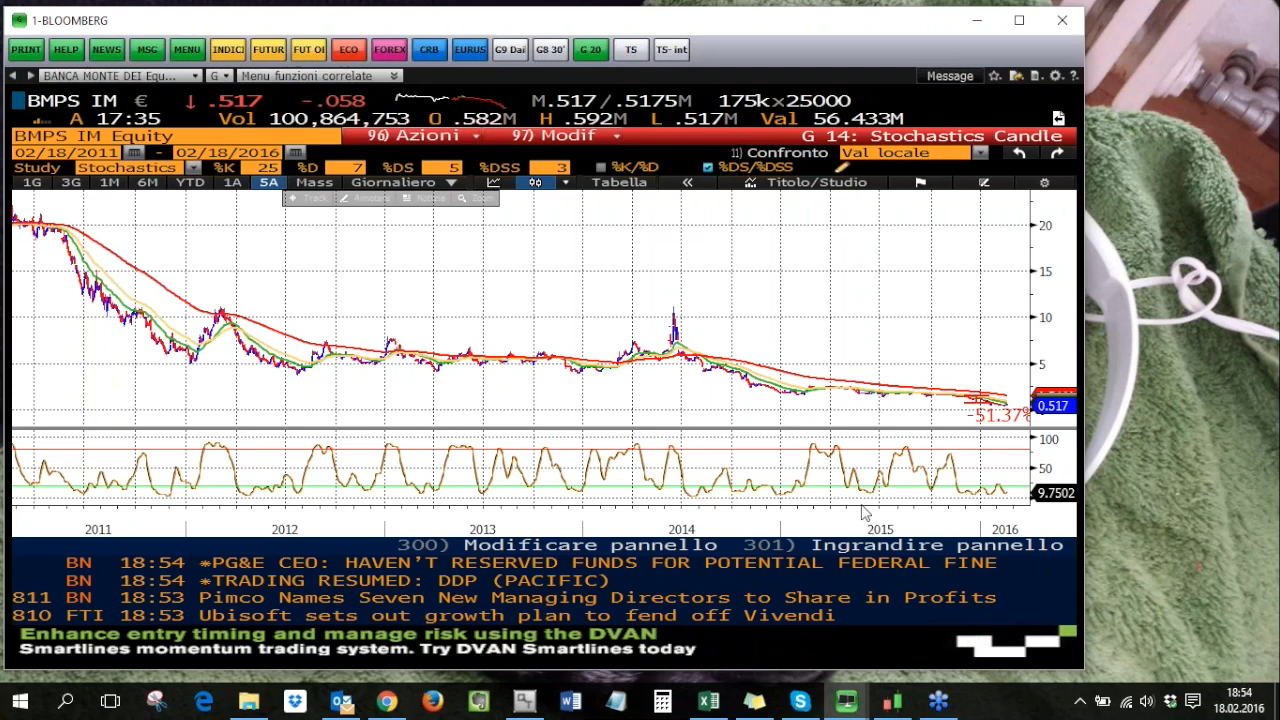 1-BLOOMBERG
PRINT HELP NEWS MSG MENU INDICI FUTUR FUT OI ECO FOREX CRB EURUS G9 Dai G8 30' G 20 T5 T5- int
BANCA MONTE DEI Equ... G Menu funzioni correlate Message
BMPS IM € ↓ .517 -.058 M.517/.5175M 175k×25000
A 17:35 Vol 100,864,753 O .582M H .592M L .517M Val 56.433M
BMPS IM Equity 96) Azioni 97) Modif G 14: Stochastics Candle
02/18/2011 - 02/18/2016 11) Confronto Val locale
Study Stochastics %K 25 %D 7 %DS 5 %DSS 3 %K/%D %DS/%DSS
1G 3G 1M 6M YTD 1A 5A Mass Giornaliero Tabella « Titolo/Studio
Track Annotare Notizie Zoom
20
15
10
5
0.517
-51.37%
100
50
9.7502
2011 2012 2013 2014 2015 2016
300) Modificare pannello 301) Ingrandire pannello
BN 18:54 *PG&E CEO: HAVEN'T RESERVED FUNDS FOR POTENTIAL FEDERAL FINE
BN 18:54 *TRADING RESUMED: DDP (PACIFIC)
811 BN 18:53 Pimco Names Seven New Managing Directors to Share in Profits
810 FTI 18:53 Ubisoft sets out growth plan to fend off Vivendi
Enhance entry timing and manage risk using the DVAN
Smartlines momentum trading system. Try DVAN Smartlines today
18:54
18.02.2016